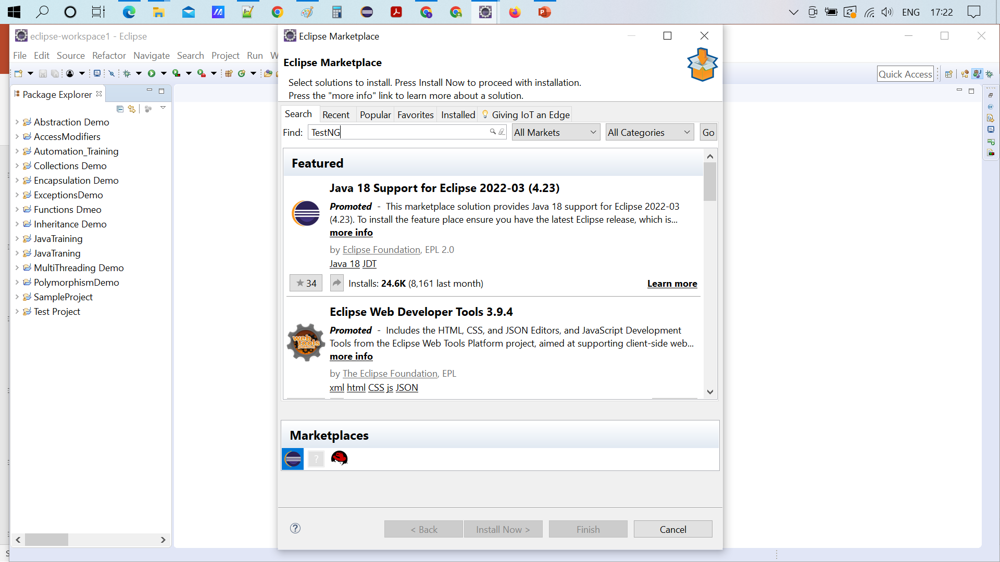 ENG 17:22
eclipse-workspace1 - Eclipse
File Edit Source Refactor Navigate Search Project Run W
Quick Access
Package Explorer
Abstraction Demo
AccessModifiers
Automation_Training
Collections Demo
Encapsulation Demo
ExceptionsDemo
Functions Dmeo
Inheritance Demo
JavaTraining
JavaTraning
MultiThreading Demo
PolymorphismDemo
SampleProject
Test Project
Eclipse Marketplace
Eclipse Marketplace
Select solutions to install. Press Install Now to proceed with installation.
Press the "more info" link to learn more about a solution.
Search Recent Popular Favorites Installed Giving IoT an Edge
Find: TestNG All Markets All Categories Go
Featured
Java 18 Support for Eclipse 2022-03 (4.23)
Promoted - This marketplace solution provides Java 18 support for Eclipse 2022-03
(4.23). To install the feature place ensure you have the latest Eclipse release, which is...
more info
by Eclipse Foundation, EPL 2.0
Java 18 JDT
34 Installs: 24.6K (8,161 last month) Learn more
Eclipse Web Developer Tools 3.9.4
web tools
Promoted - Includes the HTML, CSS, and JSON Editors, and JavaScript Development
Tools from the Eclipse Web Tools Platform project, aimed at supporting client-side web...
more info
by The Eclipse Foundation, EPL
xml html CSS js JSON
Marketplaces
?
? < Back Install Now > Finish Cancel